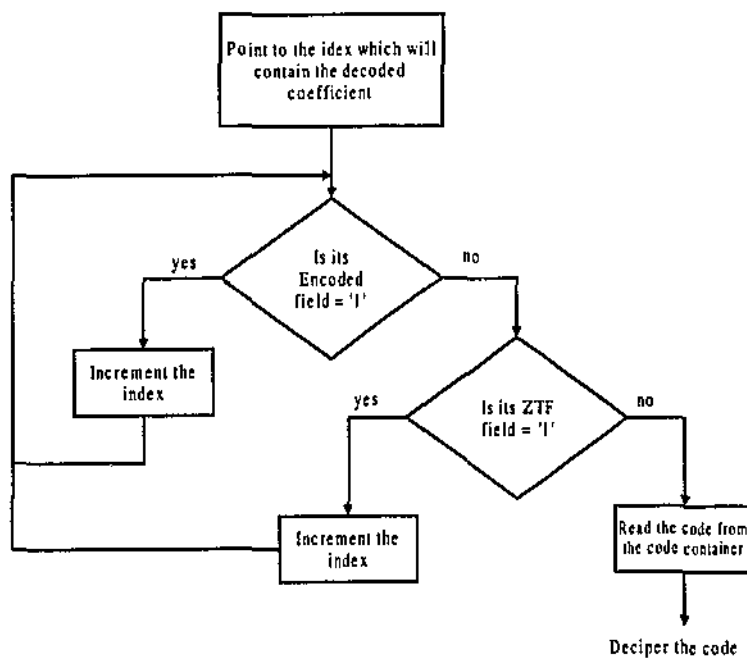 Point to the idex which will
contain the decoded
coefficient
Is its
Encoded
field = '1'
yes
no
Increment the
index
Is its ZTF
field = '1'
yes
no
Increment the
index
Read the code from
the code container
Deciper the code